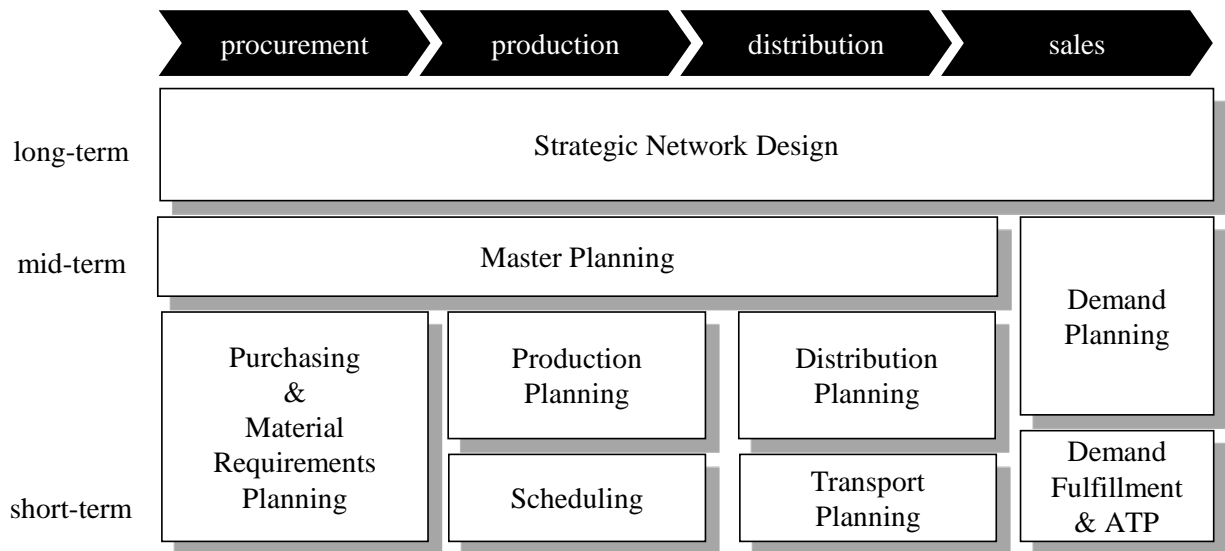 procurement
production
distribution
sales
long-term
Strategic Network Design
mid-term
Master Planning
Demand
Planning
Purchasing
&
Material
Requirements
Planning
Production
Planning
Distribution
Planning
short-term
Scheduling
Transport
Planning
Demand
Fulfillment
& ATP